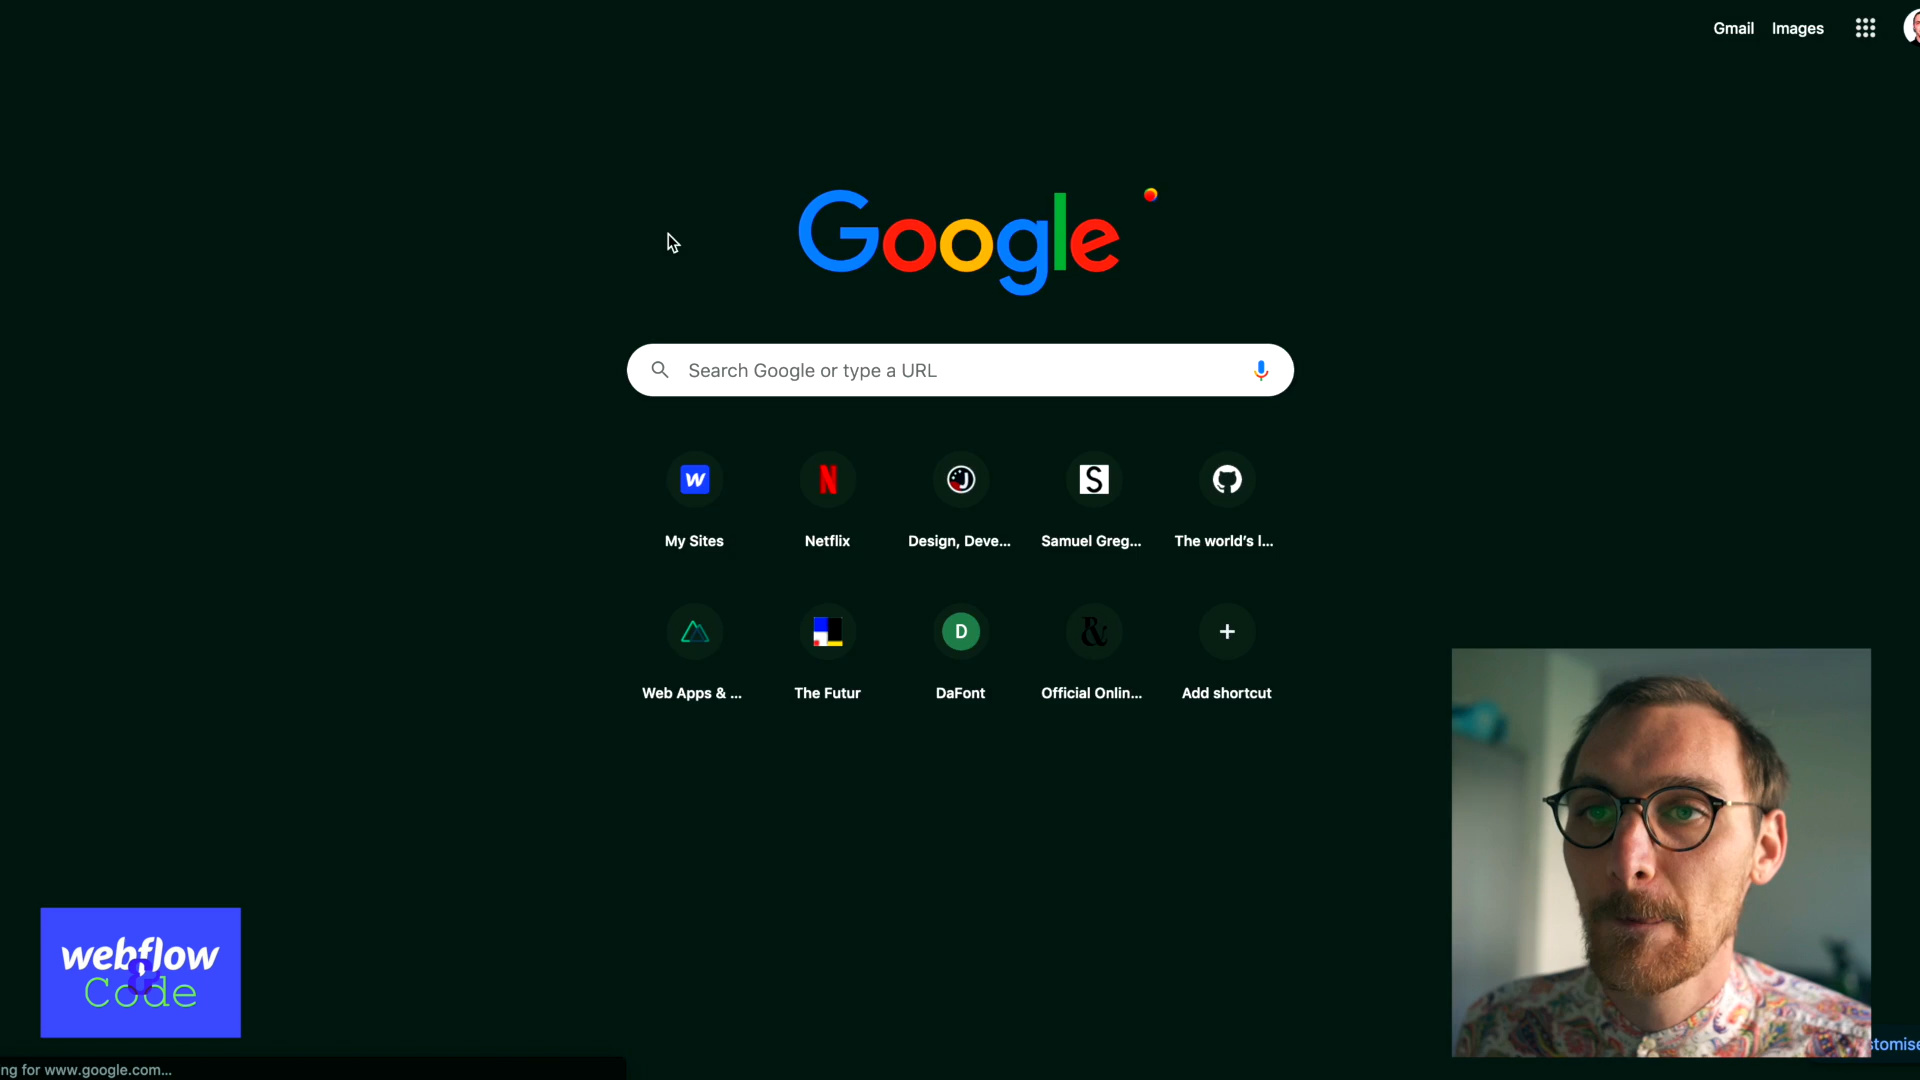 Gmail Images
Google
Search Google or type a URL
My Sites
Netflix
Design, Deve...
Samuel Greg...
The world's l...
Web Apps & ...
The Futur
DaFont
Official Onlin...
Add shortcut
webflow
&
Code
tomise
ng for www.google.com...